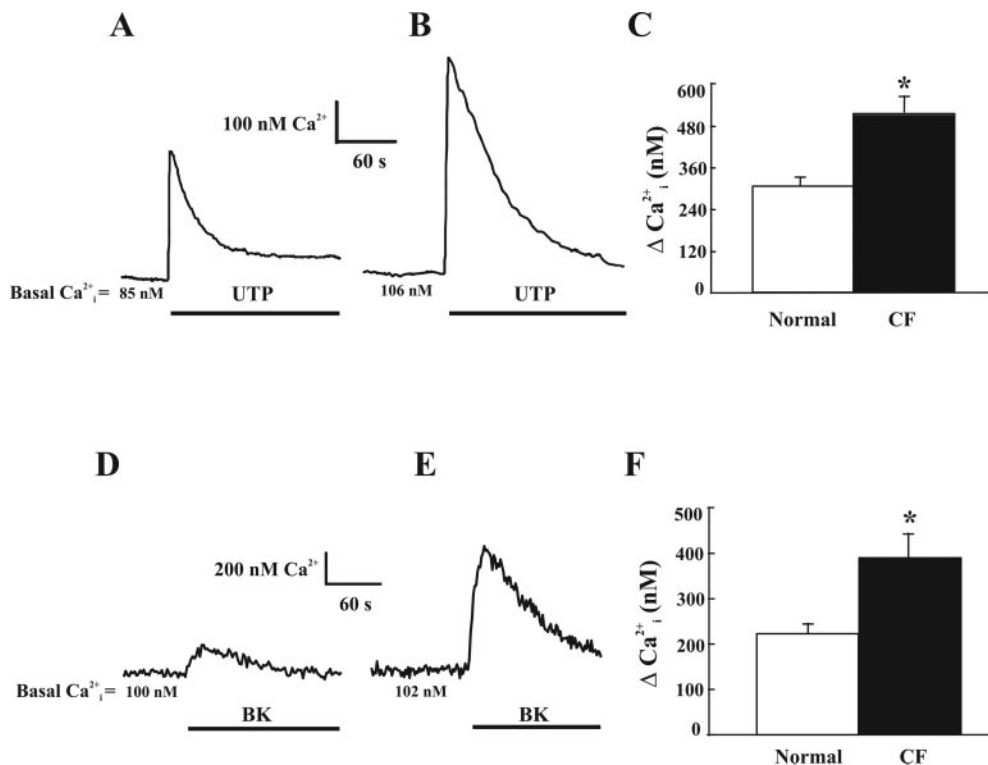 A
B
C
100 nM Ca²⁺
60 s
Basal Ca²⁺ᵢ = 85 nM
UTP
106 nM
UTP
Δ Ca²⁺ᵢ (nM)
600
480
360
240
120
0
*
Normal CF
D
E
F
200 nM Ca²⁺
60 s
Basal Ca²⁺ᵢ = 100 nM
BK
102 nM
BK
Δ Ca²⁺ᵢ (nM)
500
400
300
200
100
0
*
Normal CF